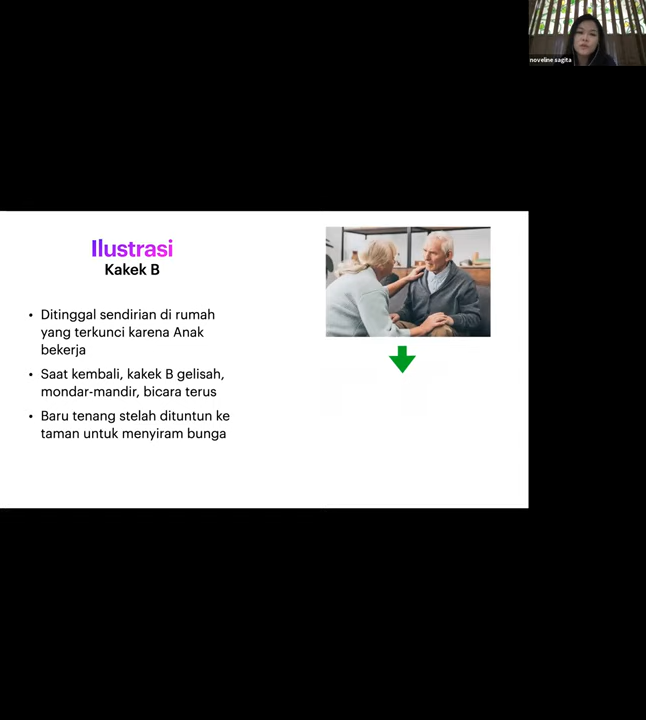 noveline sagita
Ilustrasi
Kakek B
• Ditinggal sendirian di rumah
yang terkunci karena Anak
bekerja
• Saat kembali, kakek B gelisah,
mondar-mandir, bicara terus
• Baru tenang stelah dituntun ke
taman untuk menyiram bunga